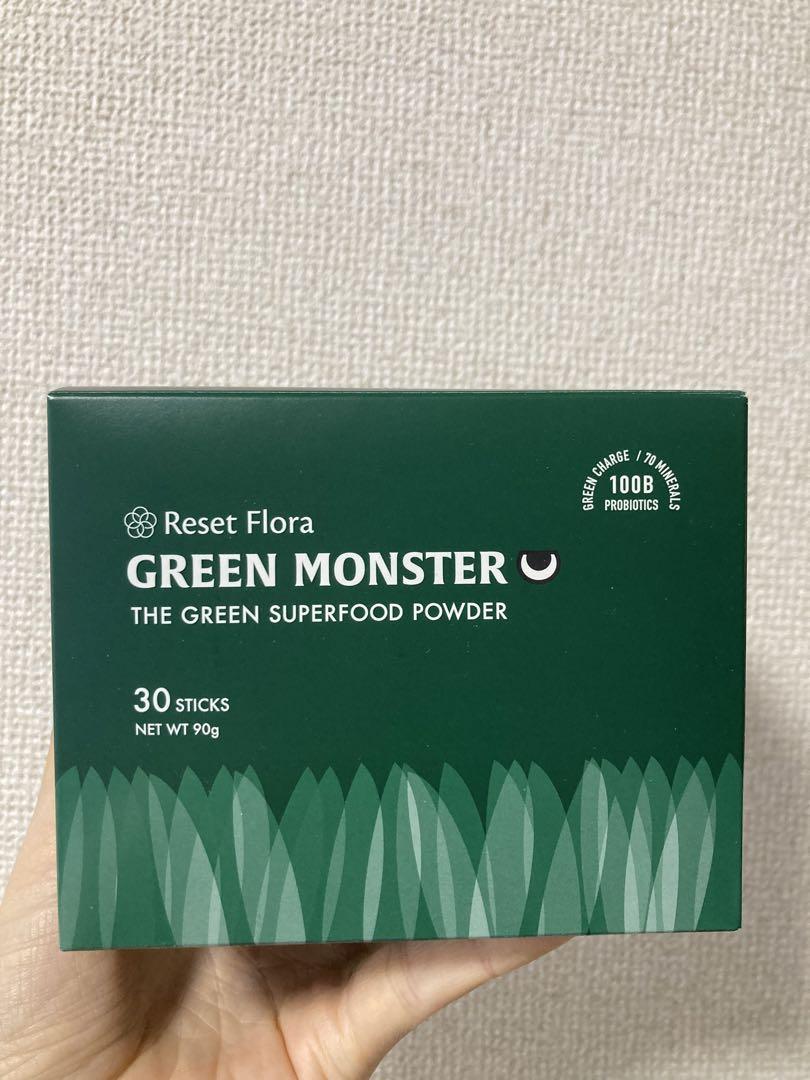 GREEN CHARGE / 70 MINERALS
100B
PROBIOTICS
Reset Flora
GREEN MONSTER
THE GREEN SUPERFOOD POWDER
30 STICKS
NET WT 90g